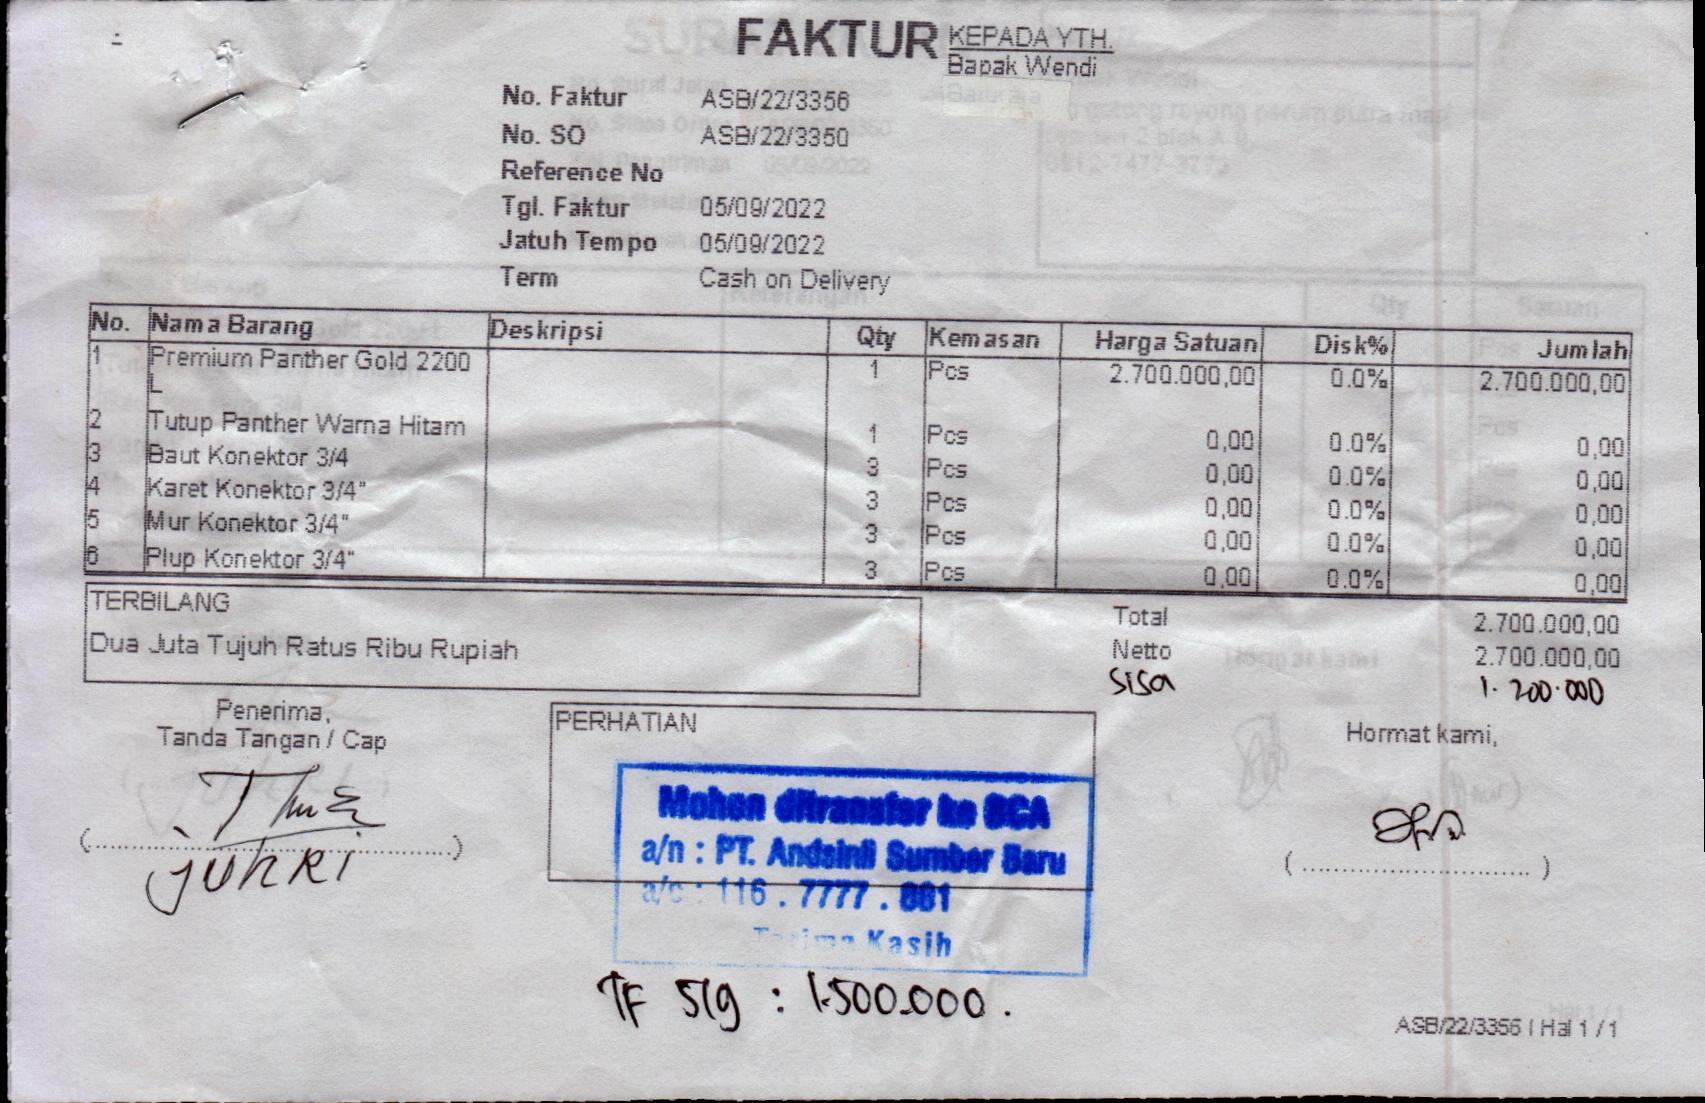 FAKTUR
KEPADA YTH.
Bapak Wendi
No. Faktur ASB/22/3356
No. SO ASB/22/3350
Reference No
Tgl. Faktur 05/09/2022
Jatuh Tempo 05/09/2022
Term Cash on Delivery
No. Nama Barang Deskripsi Qty Kemasan Harga Satuan Disk% Jumlah
1 Premium Panther Gold 2200 1 Pcs 2.700.000,00 0.0% 2.700.000,00
L
2 Tutup Panther Warna Hitam 1 Pcs 0,00 0.0% 0,00
3 Baut Konektor 3/4 3 Pcs 0,00 0.0% 0,00
4 Karet Konektor 3/4" 3 Pcs 0,00 0.0% 0,00
5 Mur Konektor 3/4" 3 Pcs 0,00 0.0% 0,00
6 Plup Konektor 3/4" 3 Pcs 0,00 0.0% 0,00
TERBILANG
Dua Juta Tujuh Ratus Ribu Rupiah
Total 2.700.000,00
Netto 2.700.000,00
SISA 1.200.000
Penerima,
Tanda Tangan / Cap
jUHRI
PERHATIAN
Mohon ditransfer ke BCA
a/n : PT. Andsinli Sumber Baru
a/c : 116 . 7777 . 881
Terima Kasih
TF 5/9 : 1.500.000.
Hormat kami,
ASB/22/3356 | Hal 1 / 1